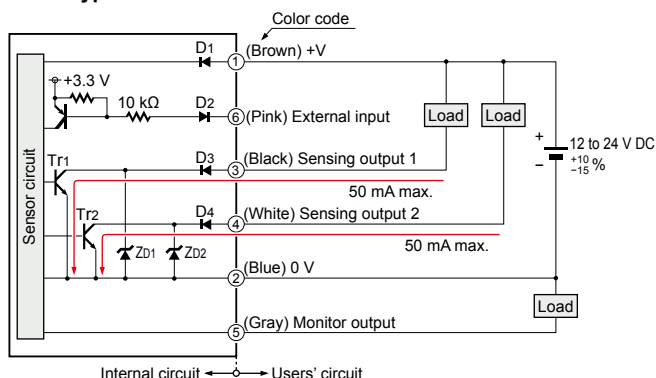 Color code
D1
① (Brown) +V
+3.3 V
10 kΩ
D2
⑥ (Pink) External input
Load
Load
+
12 to 24 V DC
−
+10
−15 %
Sensor circuit
Tr1
D3
③ (Black) Sensing output 1
50 mA max.
Tr2
D4
④ (White) Sensing output 2
50 mA max.
ZD1
ZD2
② (Blue) 0 V
Load
⑤ (Gray) Monitor output
Internal circuit
Users' circuit